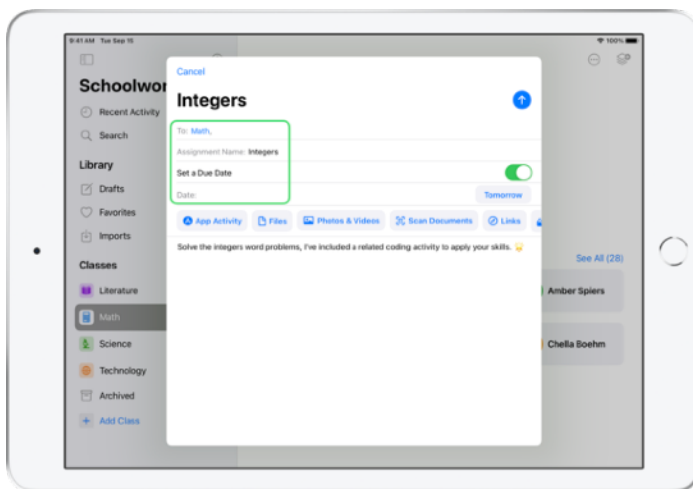 9:41 AM Tue Sep 15
100%
Cancel
Schoolwor
Integers
Recent Activity
To: Math,
Search
Assignment Name: Integers
Library
Set a Due Date
Drafts
Date:
Tomorrow
Favorites
App Activity
Files
Photos & Videos
Scan Documents
Links
Imports
Solve the integers word problems, I've included a related coding activity to apply your skills.
Classes
See All (28)
Literature
Amber Spiers
Math
Science
Chella Boehm
Technology
Archived
Add Class